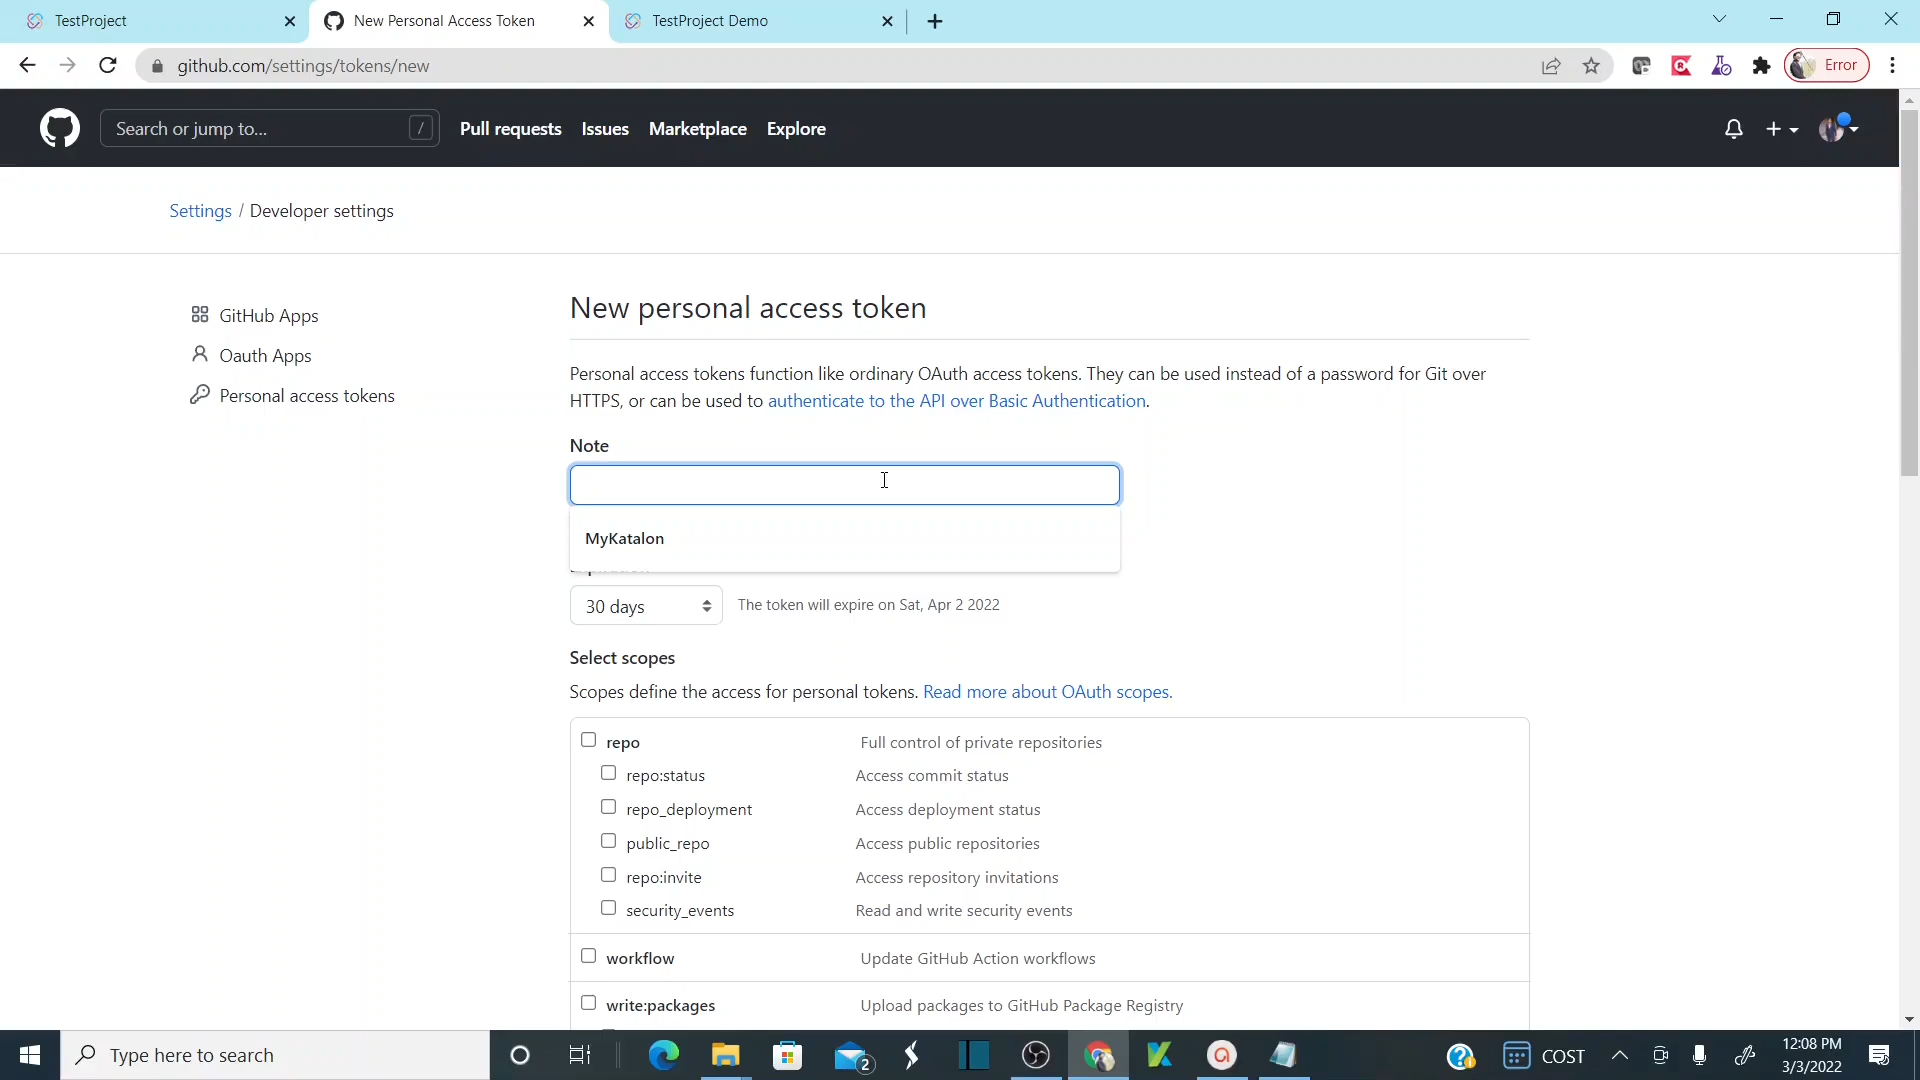 TestProject
New Personal Access Token
TestProject Demo
github.com/settings/tokens/new
Error
Search or jump to...
/
Pull requests
Issues
Marketplace
Explore
Settings / Developer settings
GitHub Apps
Oauth Apps
Personal access tokens
New personal access token
Personal access tokens function like ordinary OAuth access tokens. They can be used instead of a password for Git over
HTTPS, or can be used to authenticate to the API over Basic Authentication.
Note
MyKatalon
30 days
The token will expire on Sat, Apr 2 2022
Select scopes
Scopes define the access for personal tokens. Read more about OAuth scopes.
repo Full control of private repositories
repo:status Access commit status
repo_deployment Access deployment status
public_repo Access public repositories
repo:invite Access repository invitations
security_events Read and write security events
workflow Update GitHub Action workflows
write:packages Upload packages to GitHub Package Registry
Type here to search
2
COST
12:08 PM
3/3/2022